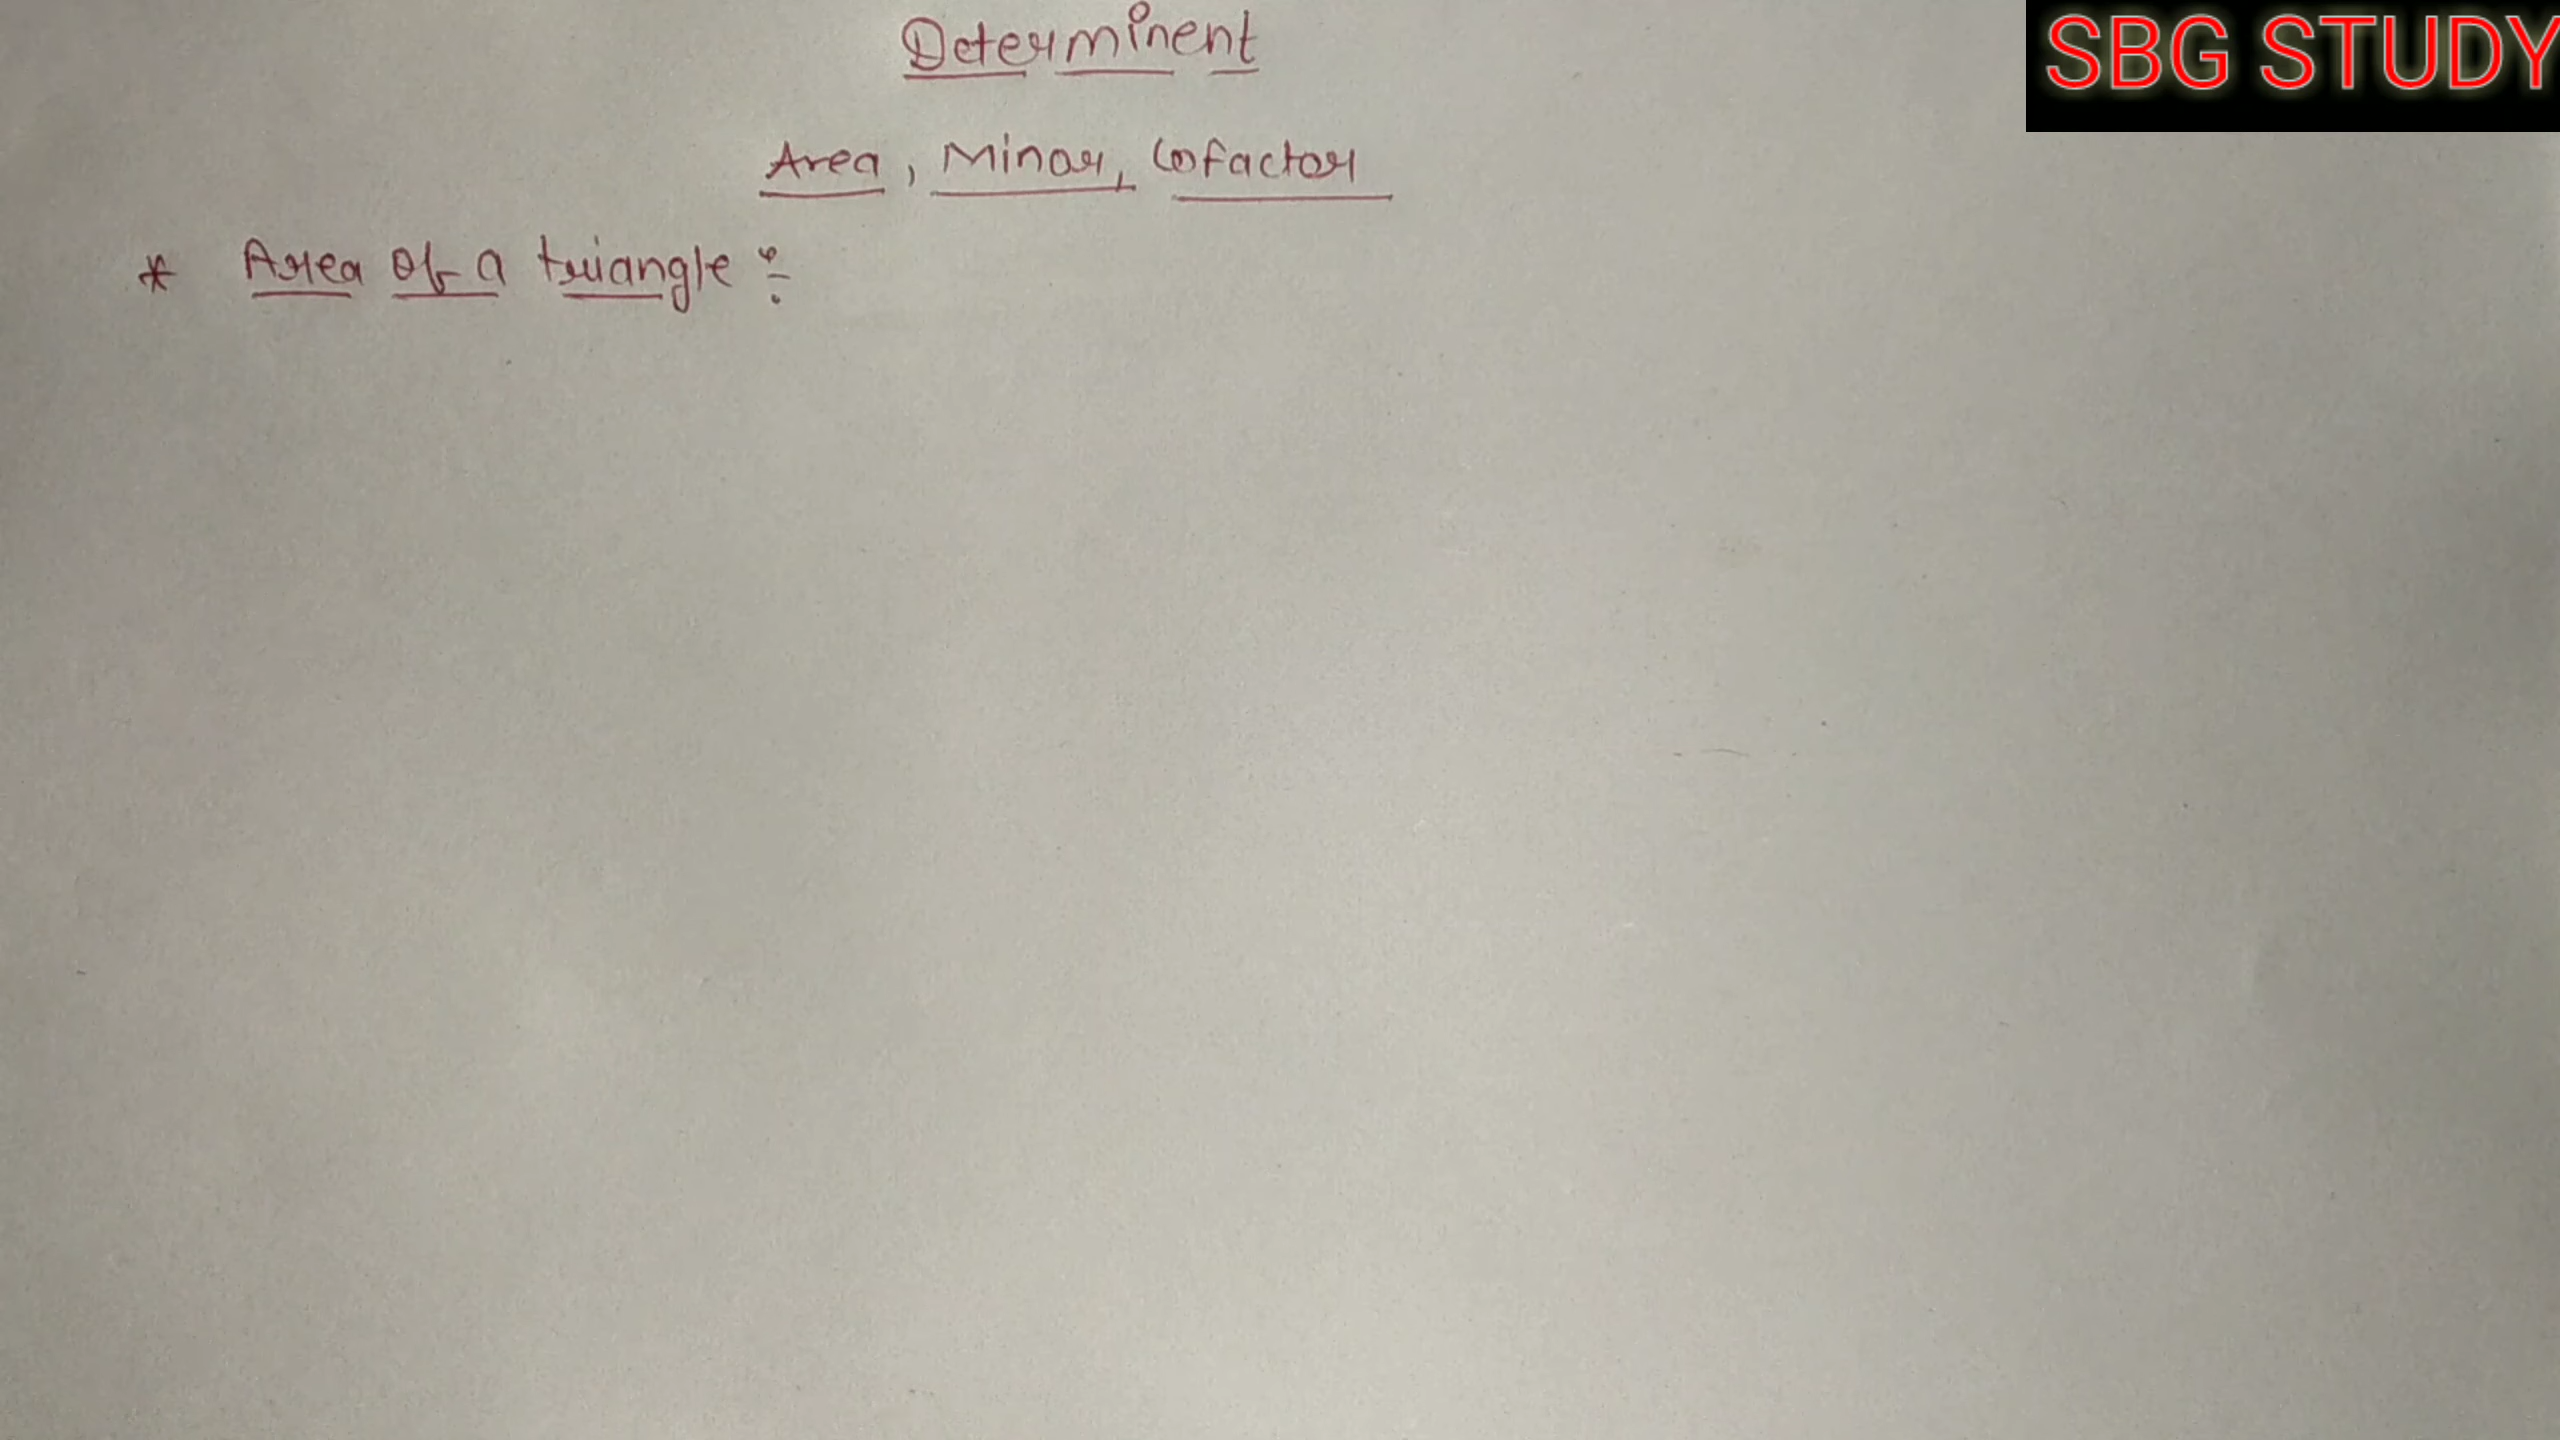 Determinent
SBG STUDY
Area, Minor, Cofactor
* Area of a triangle :-